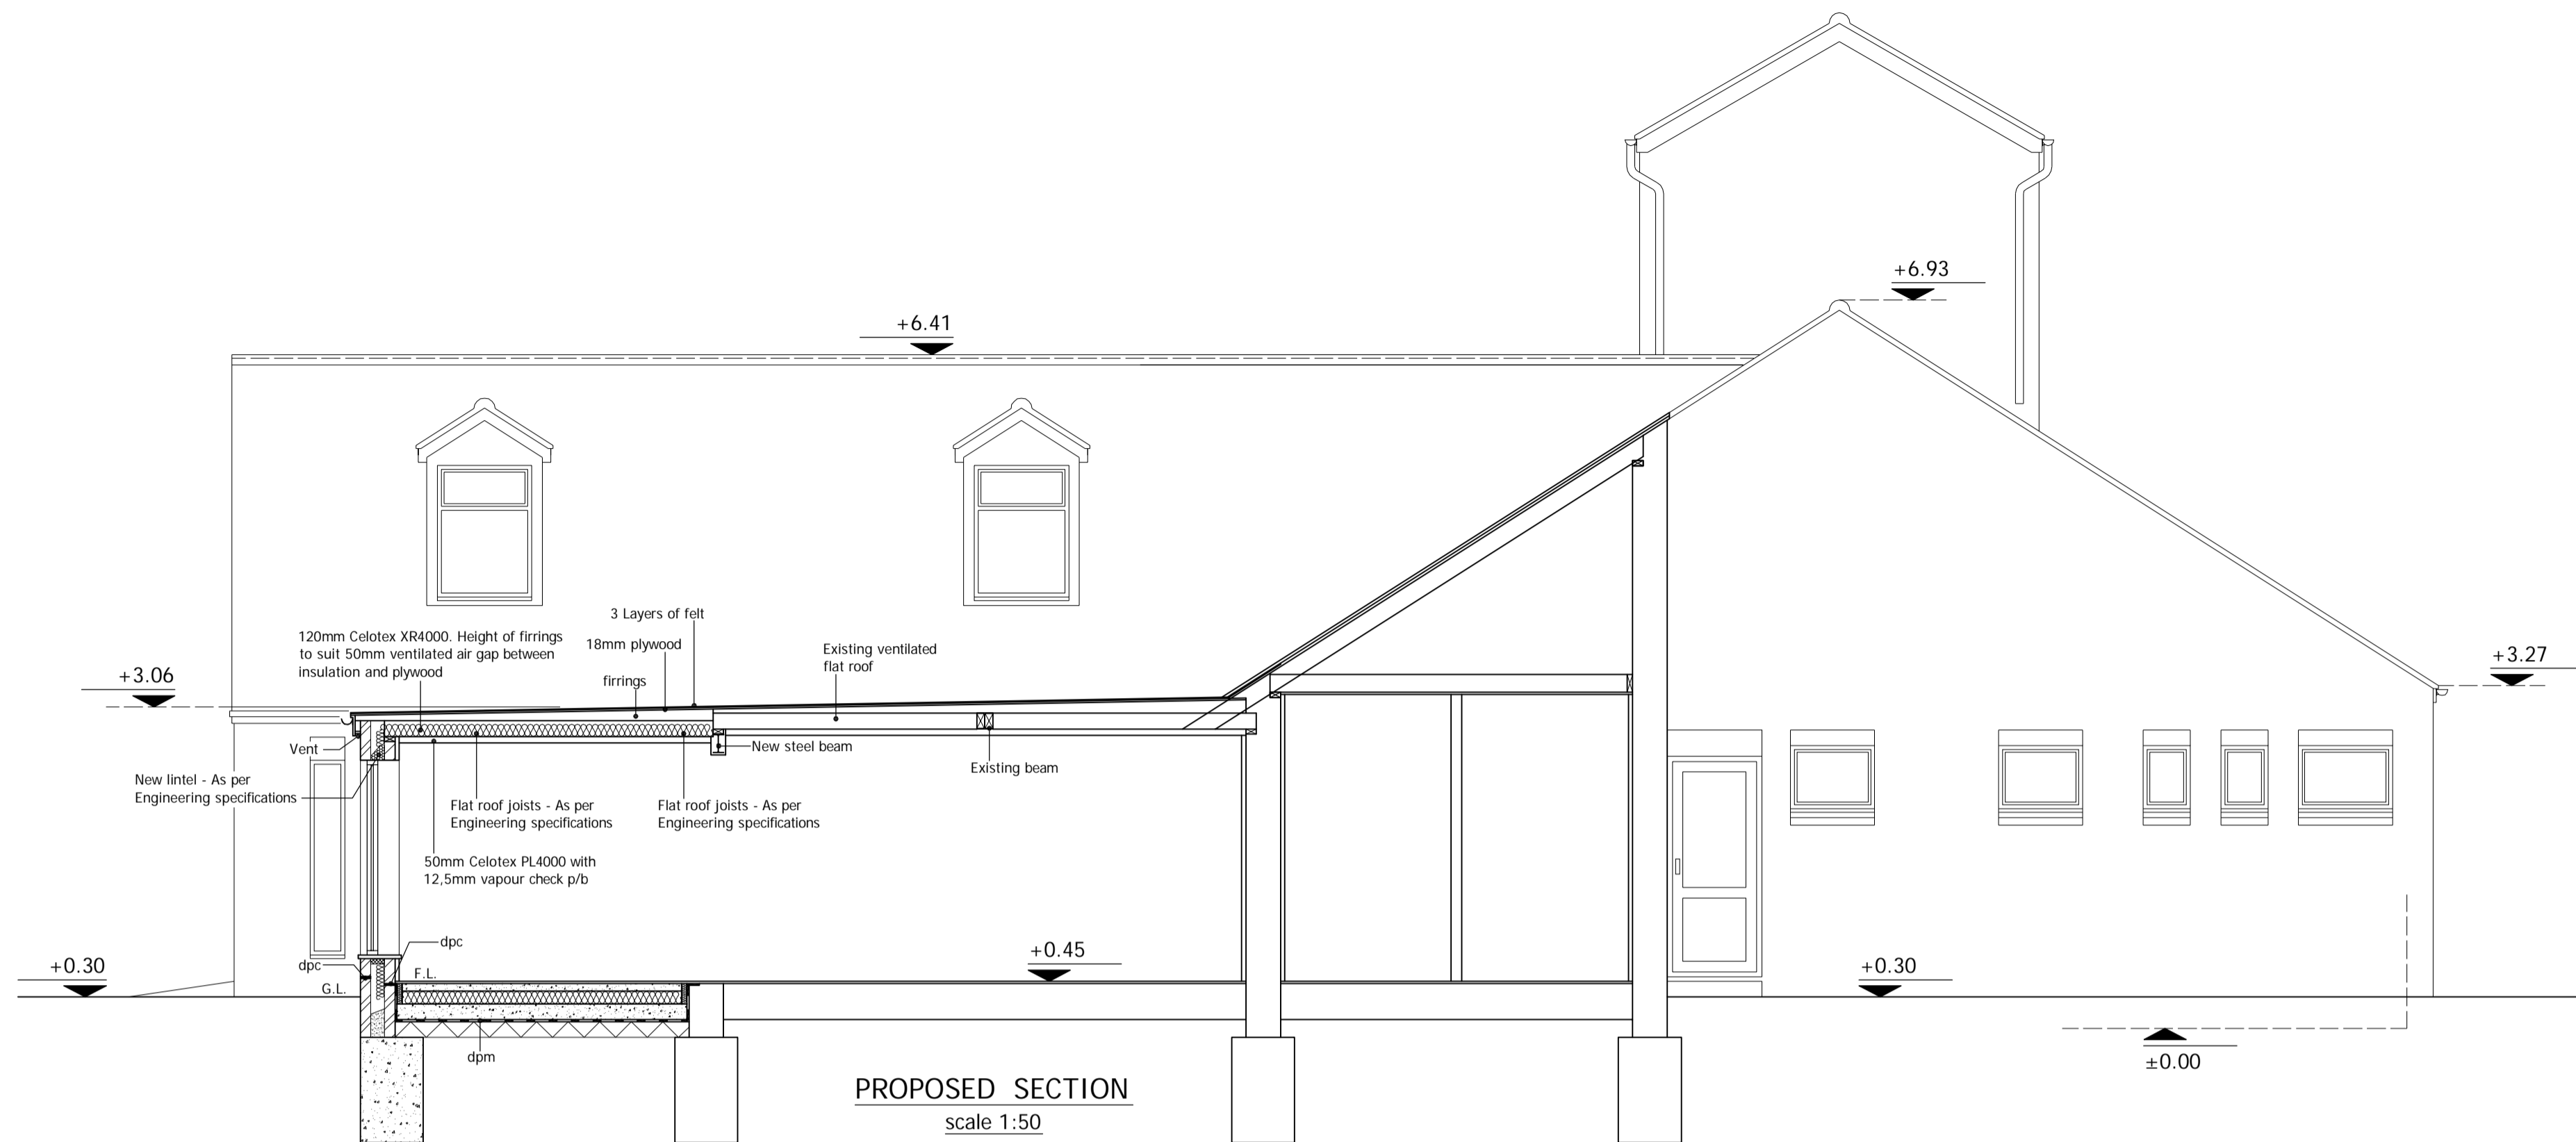 +6.93
+6.41
3 Layers of felt
120mm Celotex XR4000. Height of firrings
to suit 50mm ventilated air gap between
insulation and plywood
18mm plywood
Existing ventilated
flat roof
firrings
+3.06
+3.27
Vent
New steel beam
Existing beam
New lintel - As per
Engineering specifications
Flat roof joists - As per
Engineering specifications
Flat roof joists - As per
Engineering specifications
50mm Celotex PL4000 with
12,5mm vapour check p/b
dpc
dpc
F.L.
G.L.
+0.30
+0.45
+0.30
dpm
±0.00
PROPOSED SECTION
scale 1:50